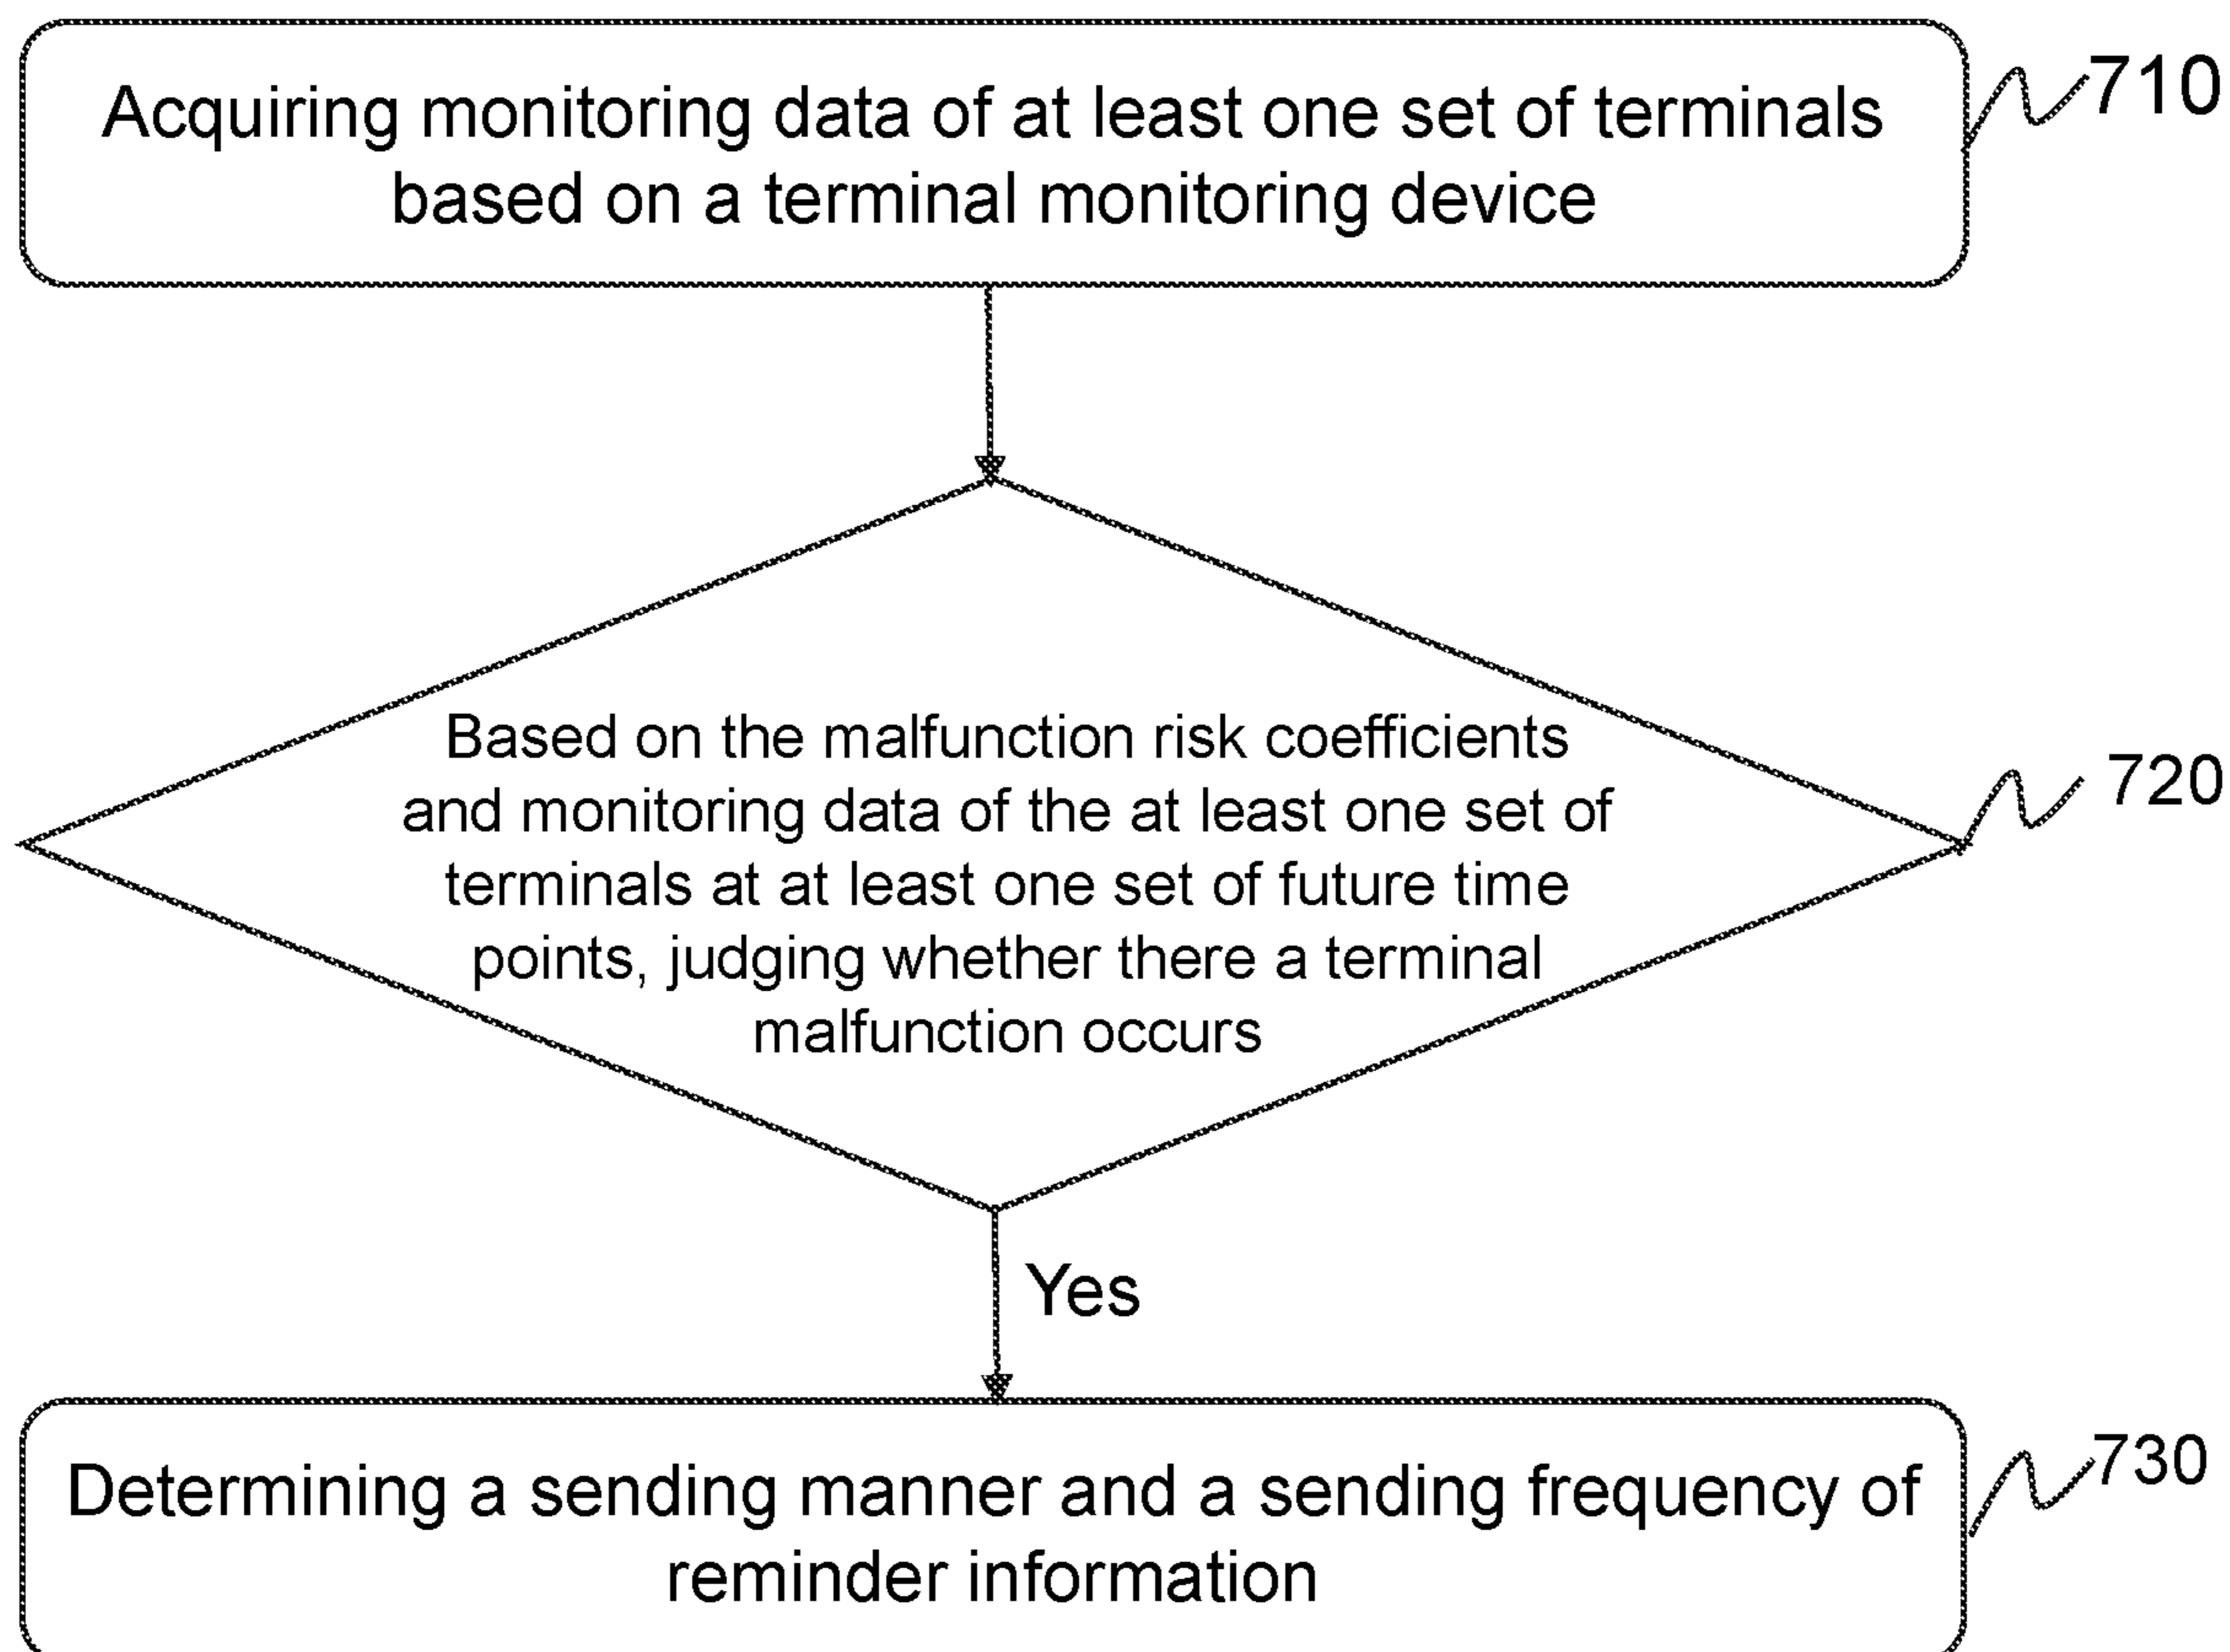 Acquiring monitoring data of at least one set of terminals
based on a terminal monitoring device
710
Based on the malfunction risk coefficients
and monitoring data of the at least one set of
terminals at at least one set of future time
points, judging whether there a terminal
malfunction occurs
720
Yes
Determining a sending manner and a sending frequency of
reminder information
730